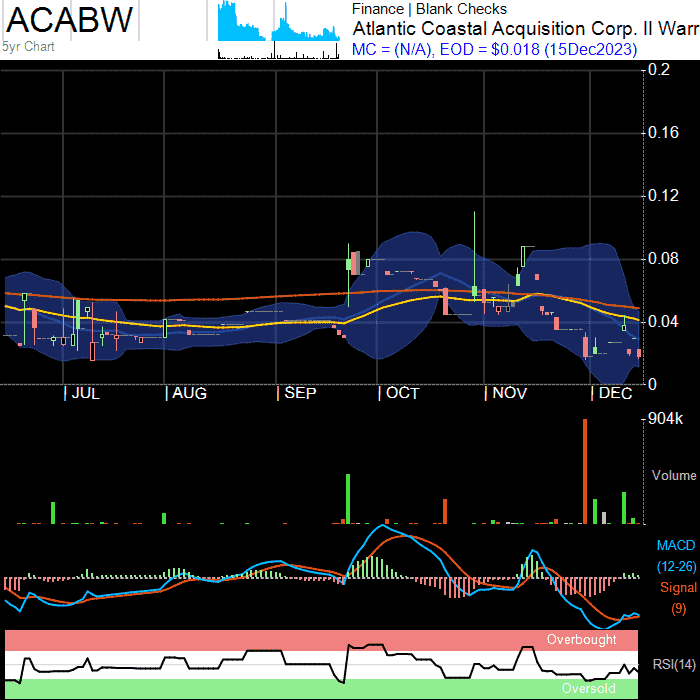 ACABW
5yr Chart
Finance | Blank Checks
Atlantic Coastal Acquisition Corp. II Warr
MC = (N/A), EOD = $0.018 (15Dec2023)
0.2
0.16
0.12
0.08
0.04
0
| JUL | AUG | SEP | OCT | NOV | DEC
904k
Volume
MACD
(12-26)
Signal
(9)
Overbought
RSI(14)
Oversold